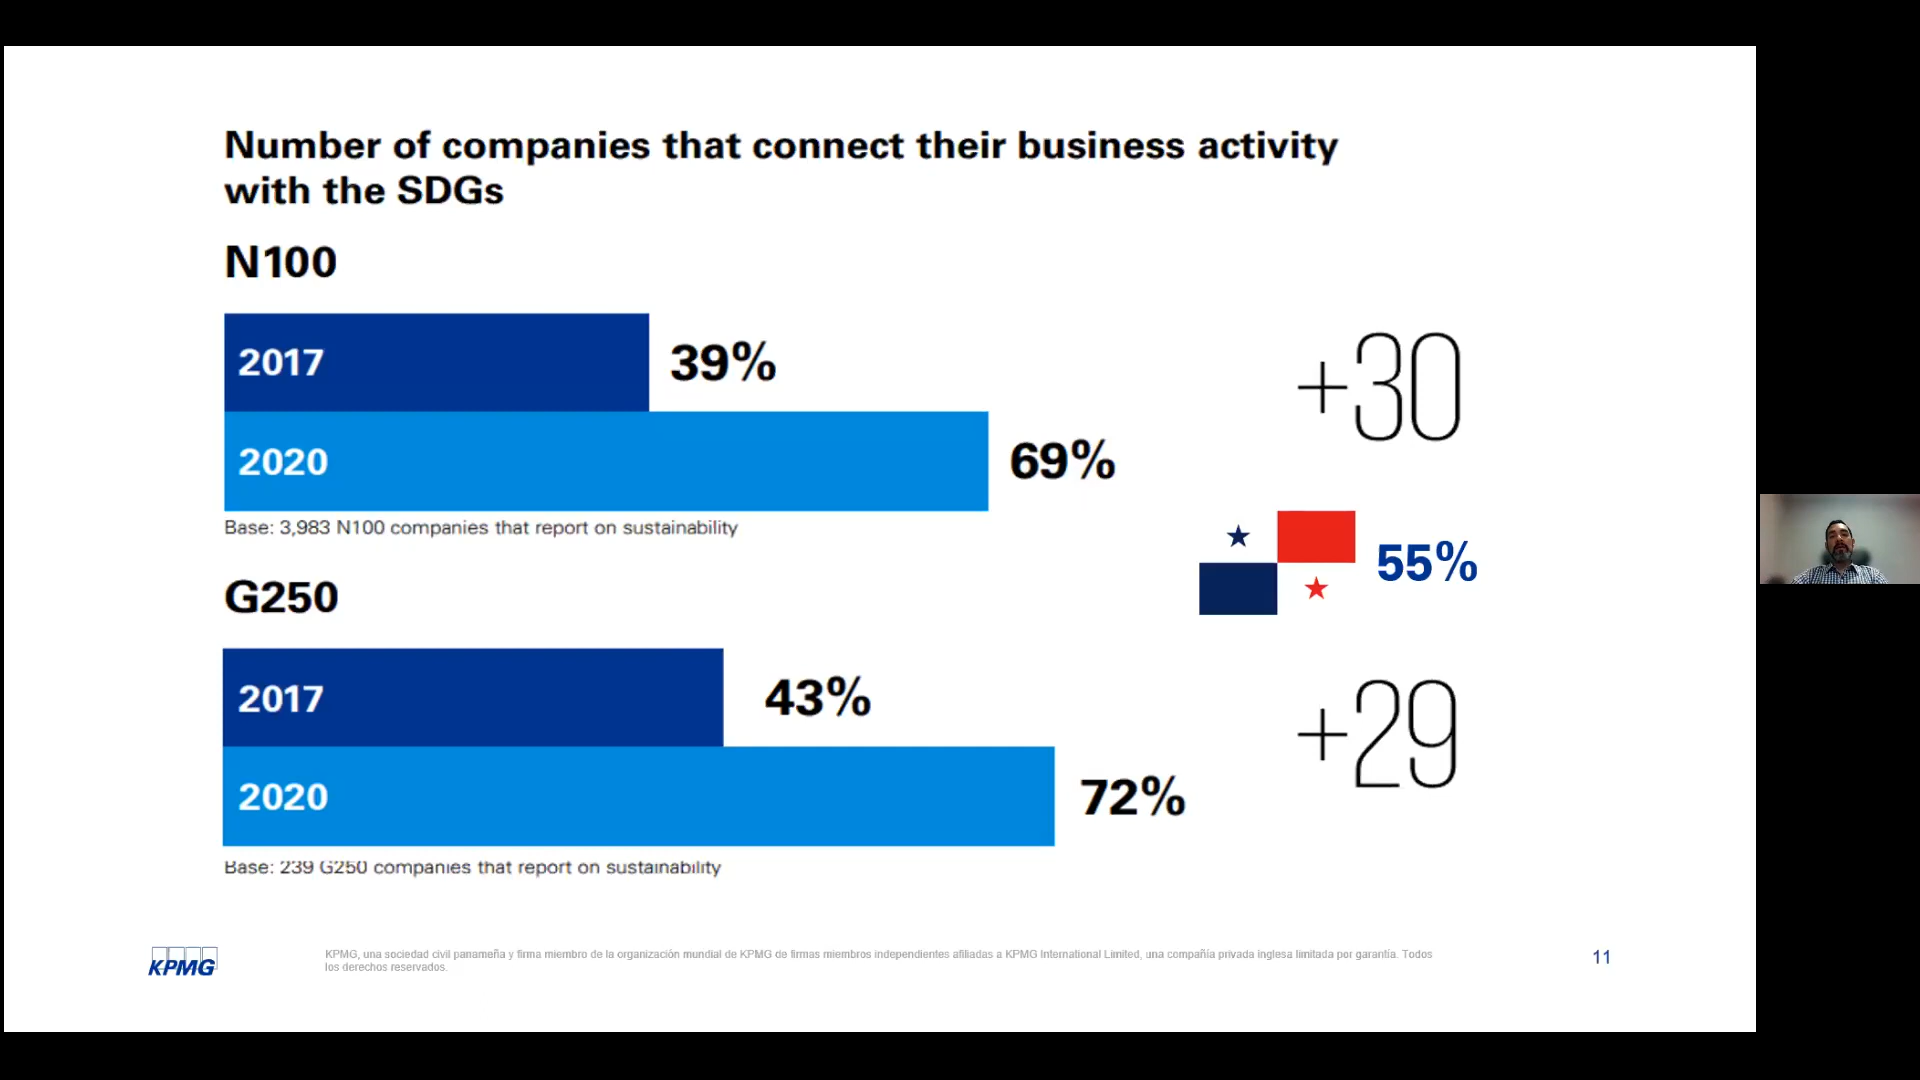 Number of companies that connect their business activity
with the SDGs
N100
2017
39%
2020
69%
Base: 3,983 N100 companies that report on sustainability
+30
55%
G250
2017
43%
2020
72%
Base: 239 G250 companies that report on sustainability
+29
KPMG
KPMG, una sociedad civil panameña y firma miembro de la organización mundial de KPMG de firmas miembros independientes afiliadas a KPMG International Limited, una compañía privada inglesa limitada por garantía. Todos
los derechos reservados.
11